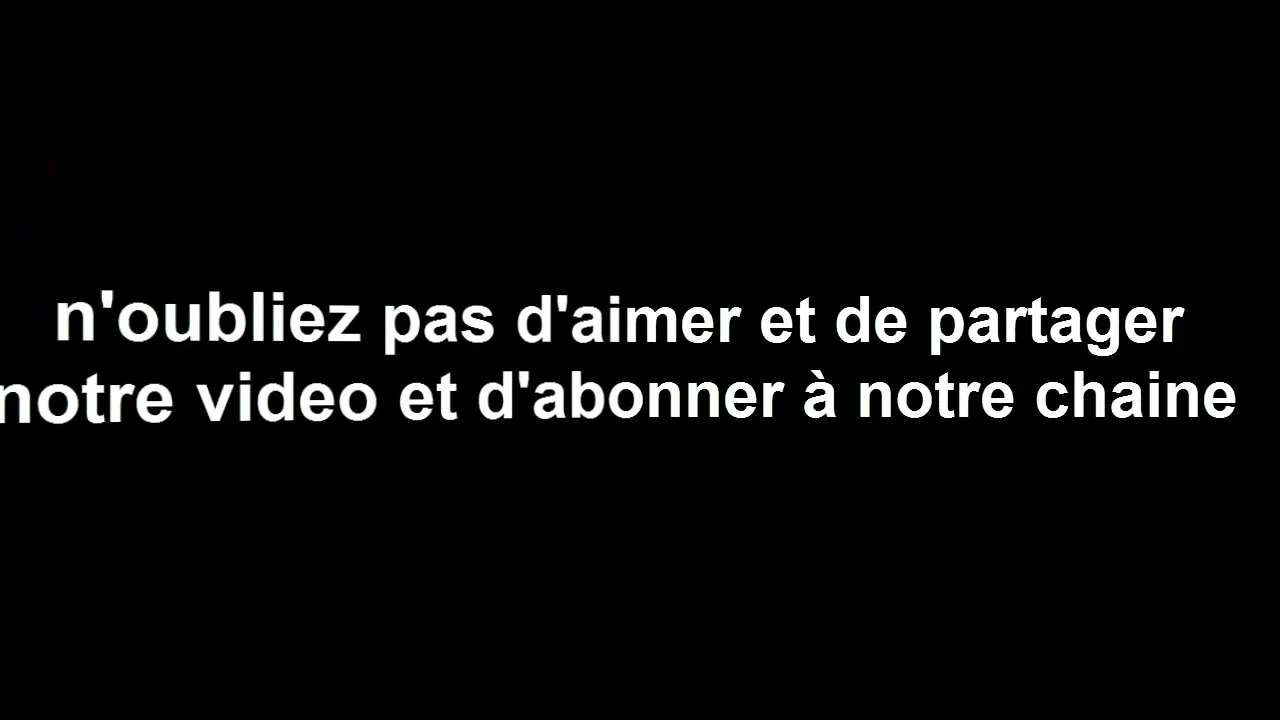 n'oubliez pas d'aimer et de partager
notre video et d'abonner à notre chaine